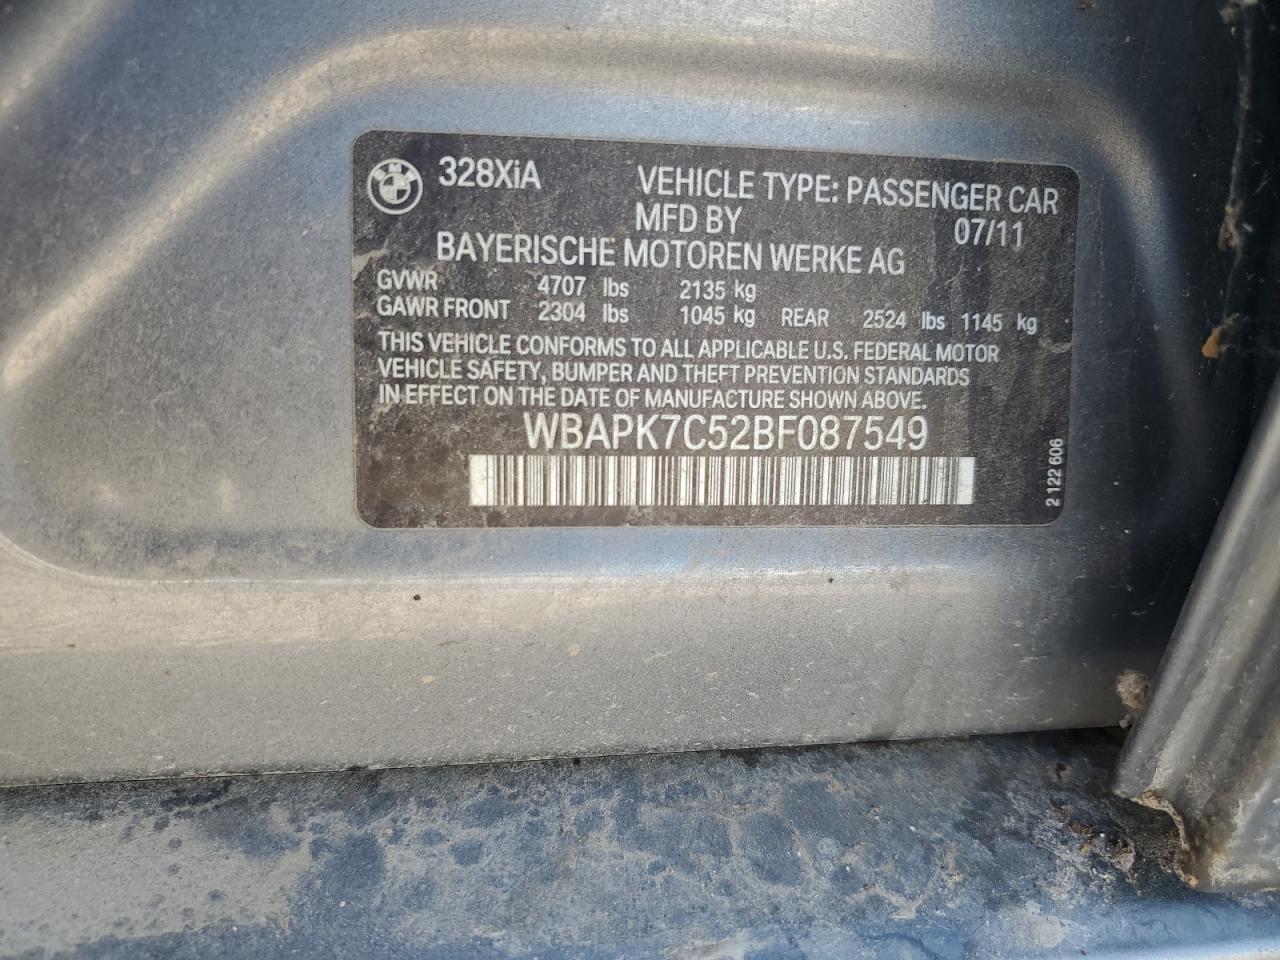 BMW
328XiA
VEHICLE TYPE: PASSENGER CAR
MFD BY 07/11
BAYERISCHE MOTOREN WERKE AG
GVWR 4707 lbs 2135 kg
GAWR FRONT 2304 lbs 1045 kg REAR 2524 lbs 1145 kg
THIS VEHICLE CONFORMS TO ALL APPLICABLE U.S. FEDERAL MOTOR
VEHICLE SAFETY, BUMPER AND THEFT PREVENTION STANDARDS
IN EFFECT ON THE DATE OF MANUFACTURE SHOWN ABOVE.
WBAPK7C52BF087549
2 122 606